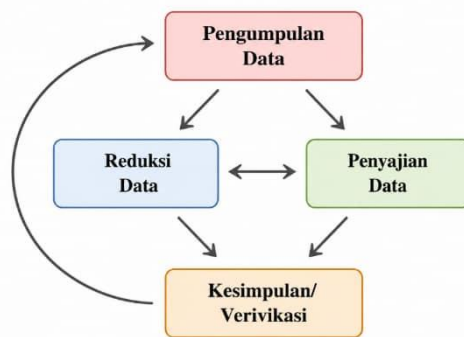 Pengumpulan
Data
Reduksi
Data
Penyajian
Data
Kesimpulan/
Verivikasi